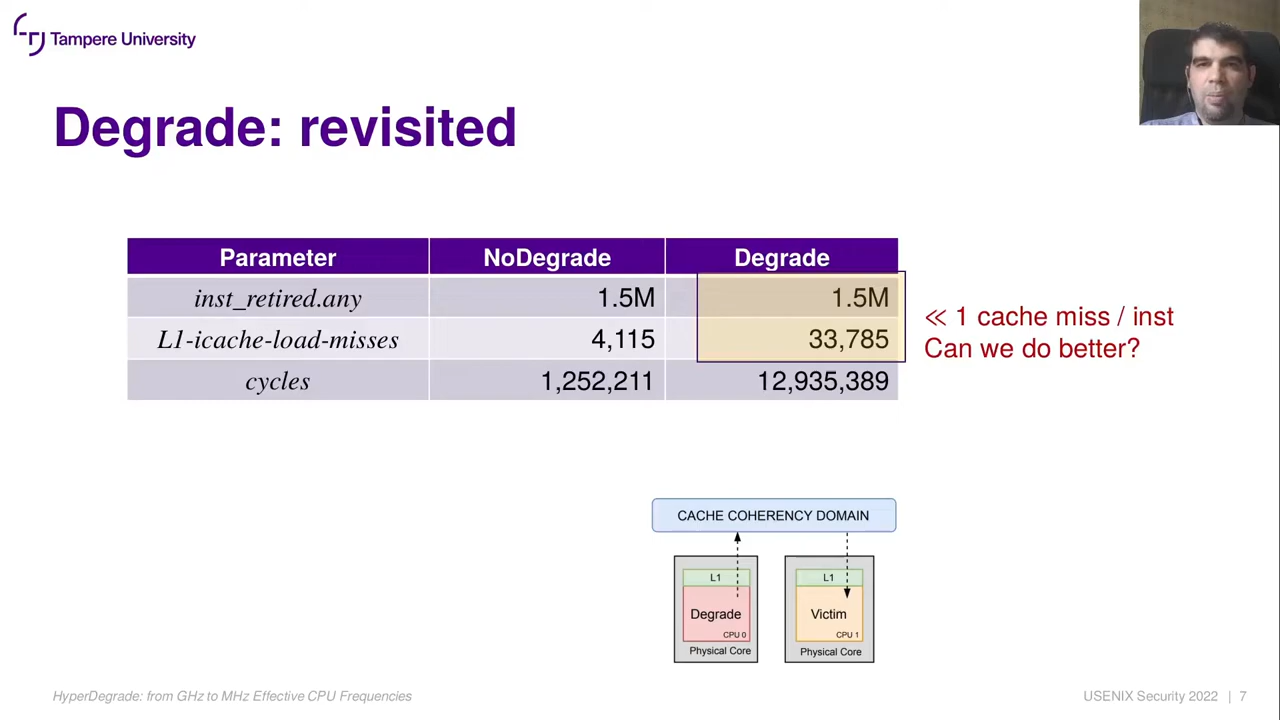 Tampere University
Degrade: revisited
Parameter NoDegrade Degrade
inst_retired.any 1.5M 1.5M
L1-icache-load-misses 4,115 33,785
cycles 1,252,211 12,935,389
≪ 1 cache miss / inst
Can we do better?
CACHE COHERENCY DOMAIN
L1 L1
Degrade Victim
CPU 0 CPU 1
Physical Core Physical Core
HyperDegrade: from GHz to MHz Effective CPU Frequencies
USENIX Security 2022 | 7